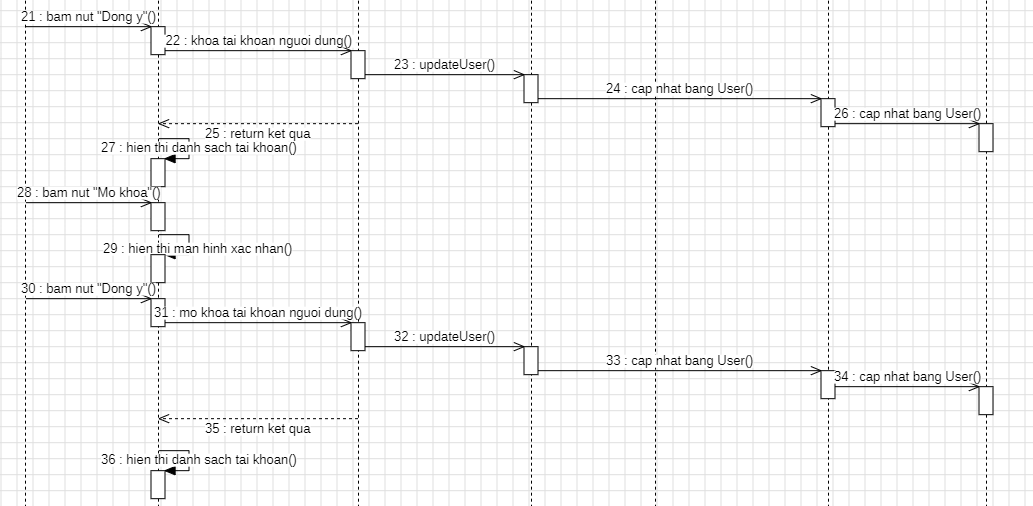 21 : bam nut "Dong y"()
22 : khoa tai khoan nguoi dung()
23 : updateUser()
24 : cap nhat bang User()
26 : cap nhat bang User()
25 : return ket qua
27 : hien thi danh sach tai khoan()
28 : bam nut "Mo khoa"()
29 : hien thi man hinh xac nhan()
30 : bam nut "Dong y"()
31 : mo khoa tai khoan nguoi dung()
32 : updateUser()
33 : cap nhat bang User()
34 : cap nhat bang User()
35 : return ket qua
36 : hien thi danh sach tai khoan()